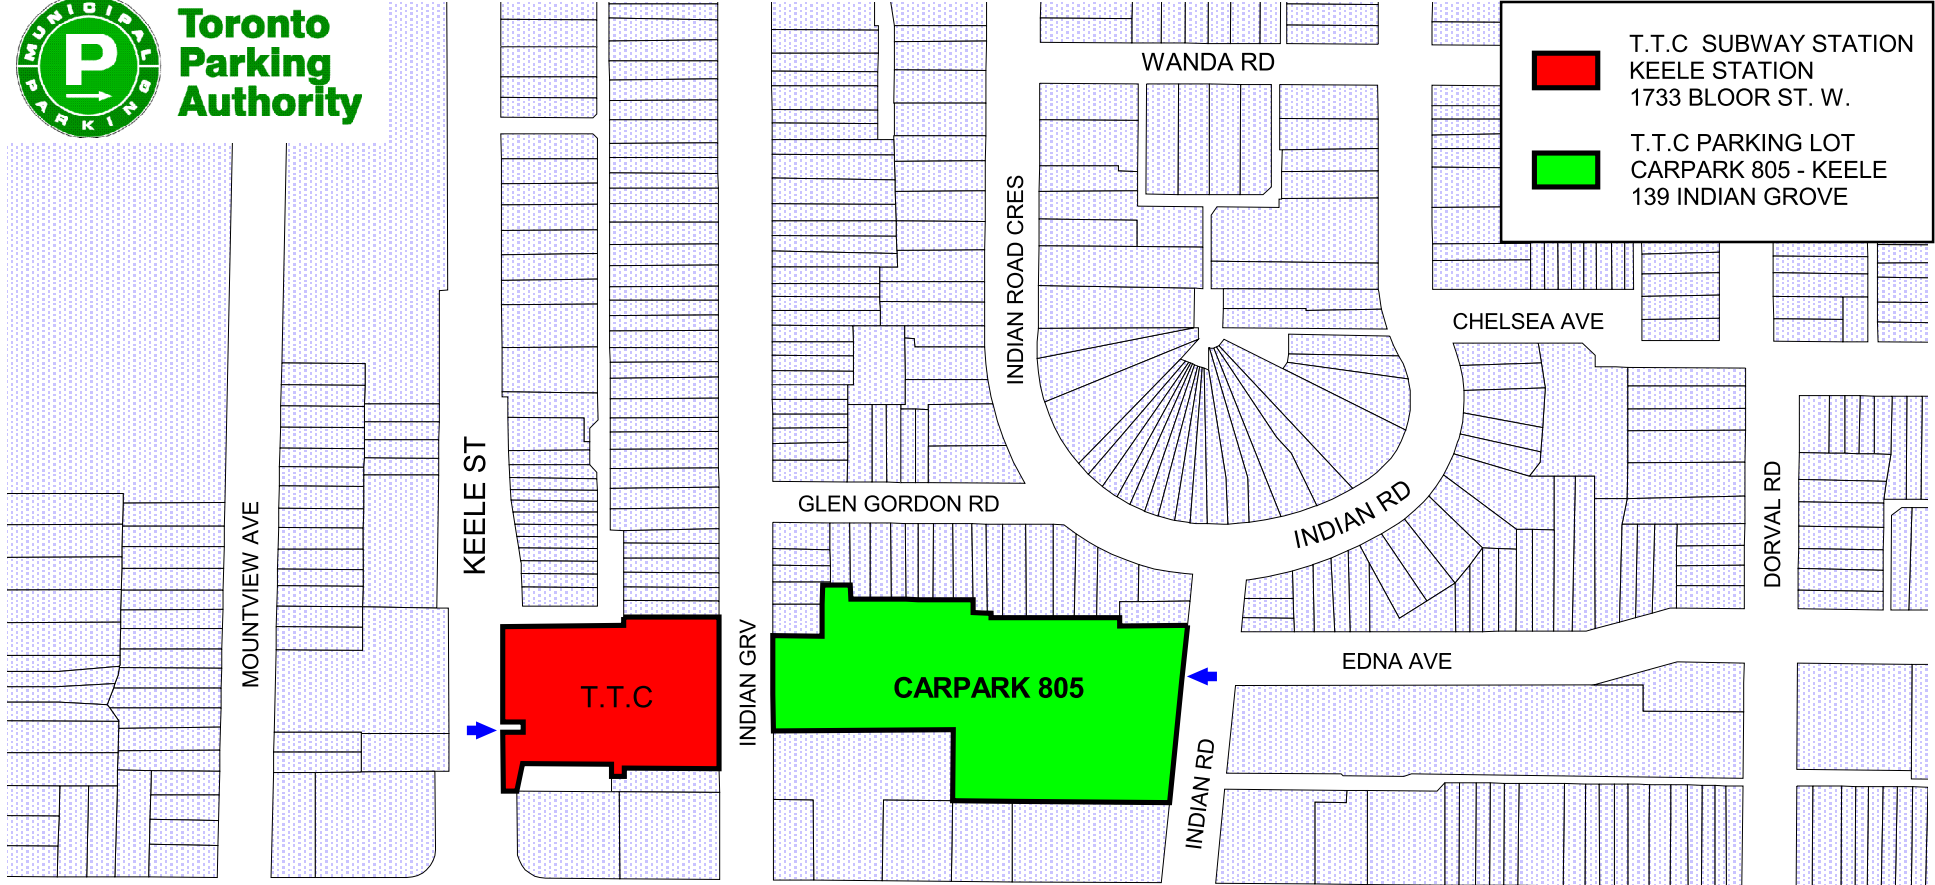 MUNICIPAL PARKING
P
Toronto
Parking
Authority
T.T.C SUBWAY STATION
KEELE STATION
1733 BLOOR ST. W.
T.T.C PARKING LOT
CARPARK 805 - KEELE
139 INDIAN GROVE
WANDA RD
INDIAN ROAD CRES
CHELSEA AVE
KEELE ST
GLEN GORDON RD
INDIAN RD
DORVAL RD
MOUNTVIEW AVE
INDIAN GRV
EDNA AVE
T.T.C
CARPARK 805
INDIAN RD